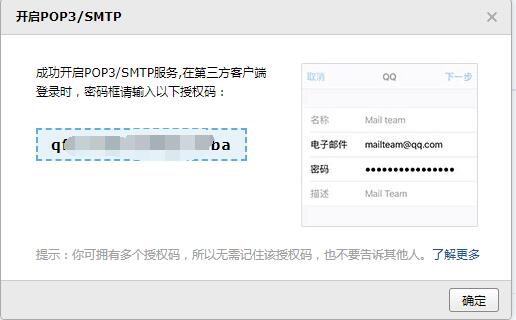 开启POP3/SMTP
成功开启POP3/SMTP服务,在第三方客户端
登录时，密码框请输入以下授权码：
ba
取消 QQ 下一步
名称 Mail team
电子邮件 mailteam@qq.com
密码 ●●●●●●●●●●●●●●●●
描述 Mail Team
提示：你可拥有多个授权码，所以无需记住该授权码，也不要告诉其他人。了解更多
确定